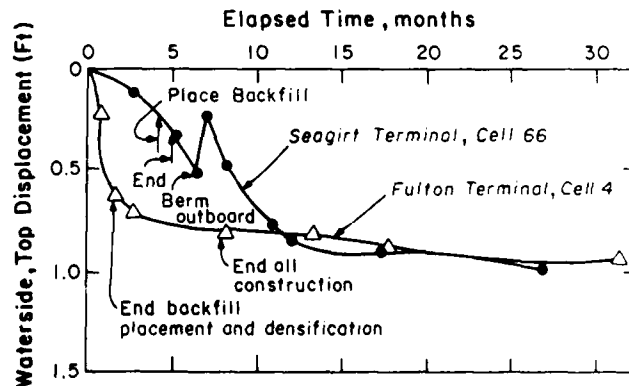 Elapsed Time, months
0 5 10 15 20 25 30
Waterside, Top Displacement (Ft)
0
0.5
1.0
1.5
Place Backfill
End
Berm
outboard
Seagirt Terminal, Cell 66
Fulton Terminal, Cell 4
End all
construction
End backfill
placement and densification